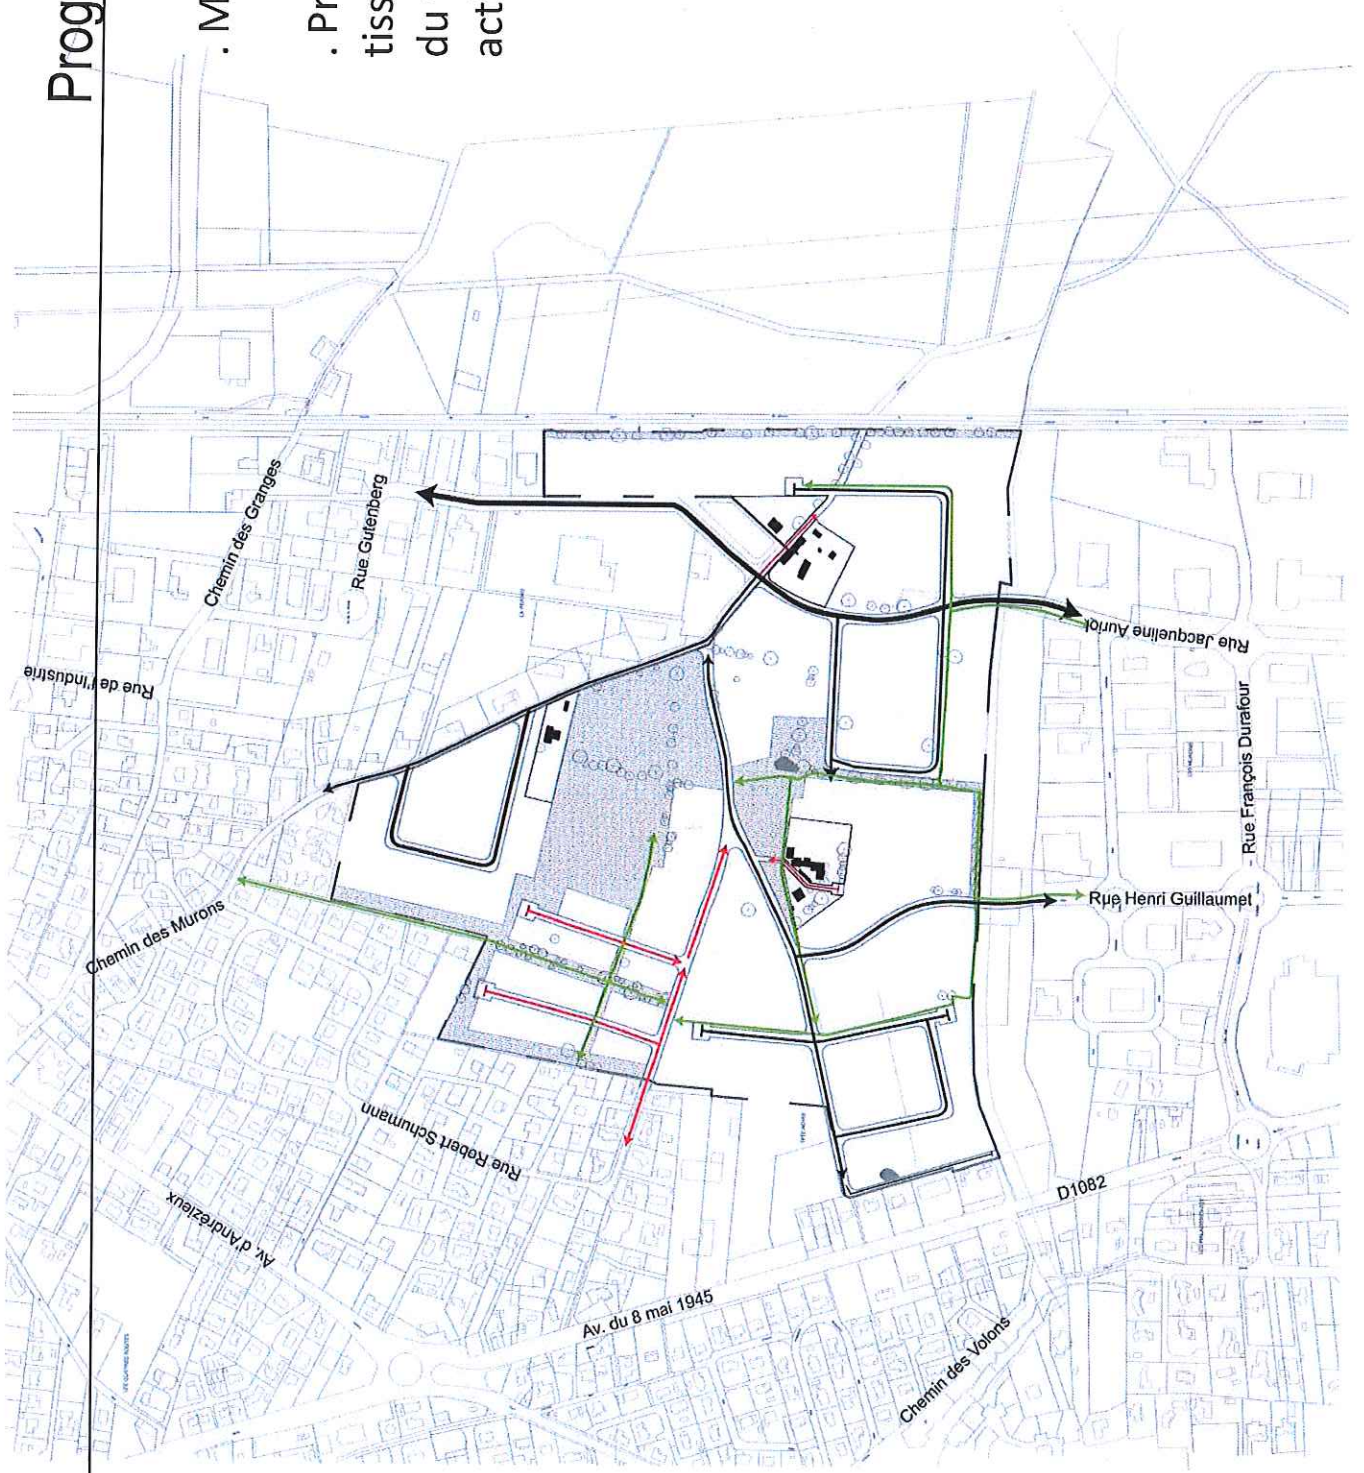 Prog
. M
. Pr
tiss
du
act
Chemin des Granges
Rue Gutenberg
Rue de l'Industrie
Chemin des Murons
Rue Jacqueline Auriol
Rue François Durafour
Rue Henri Guillaumet
Rue Robert Schumann
Av. d'Andrézieux
D1082
Av. du 8 mai 1945
Chemin des Volons